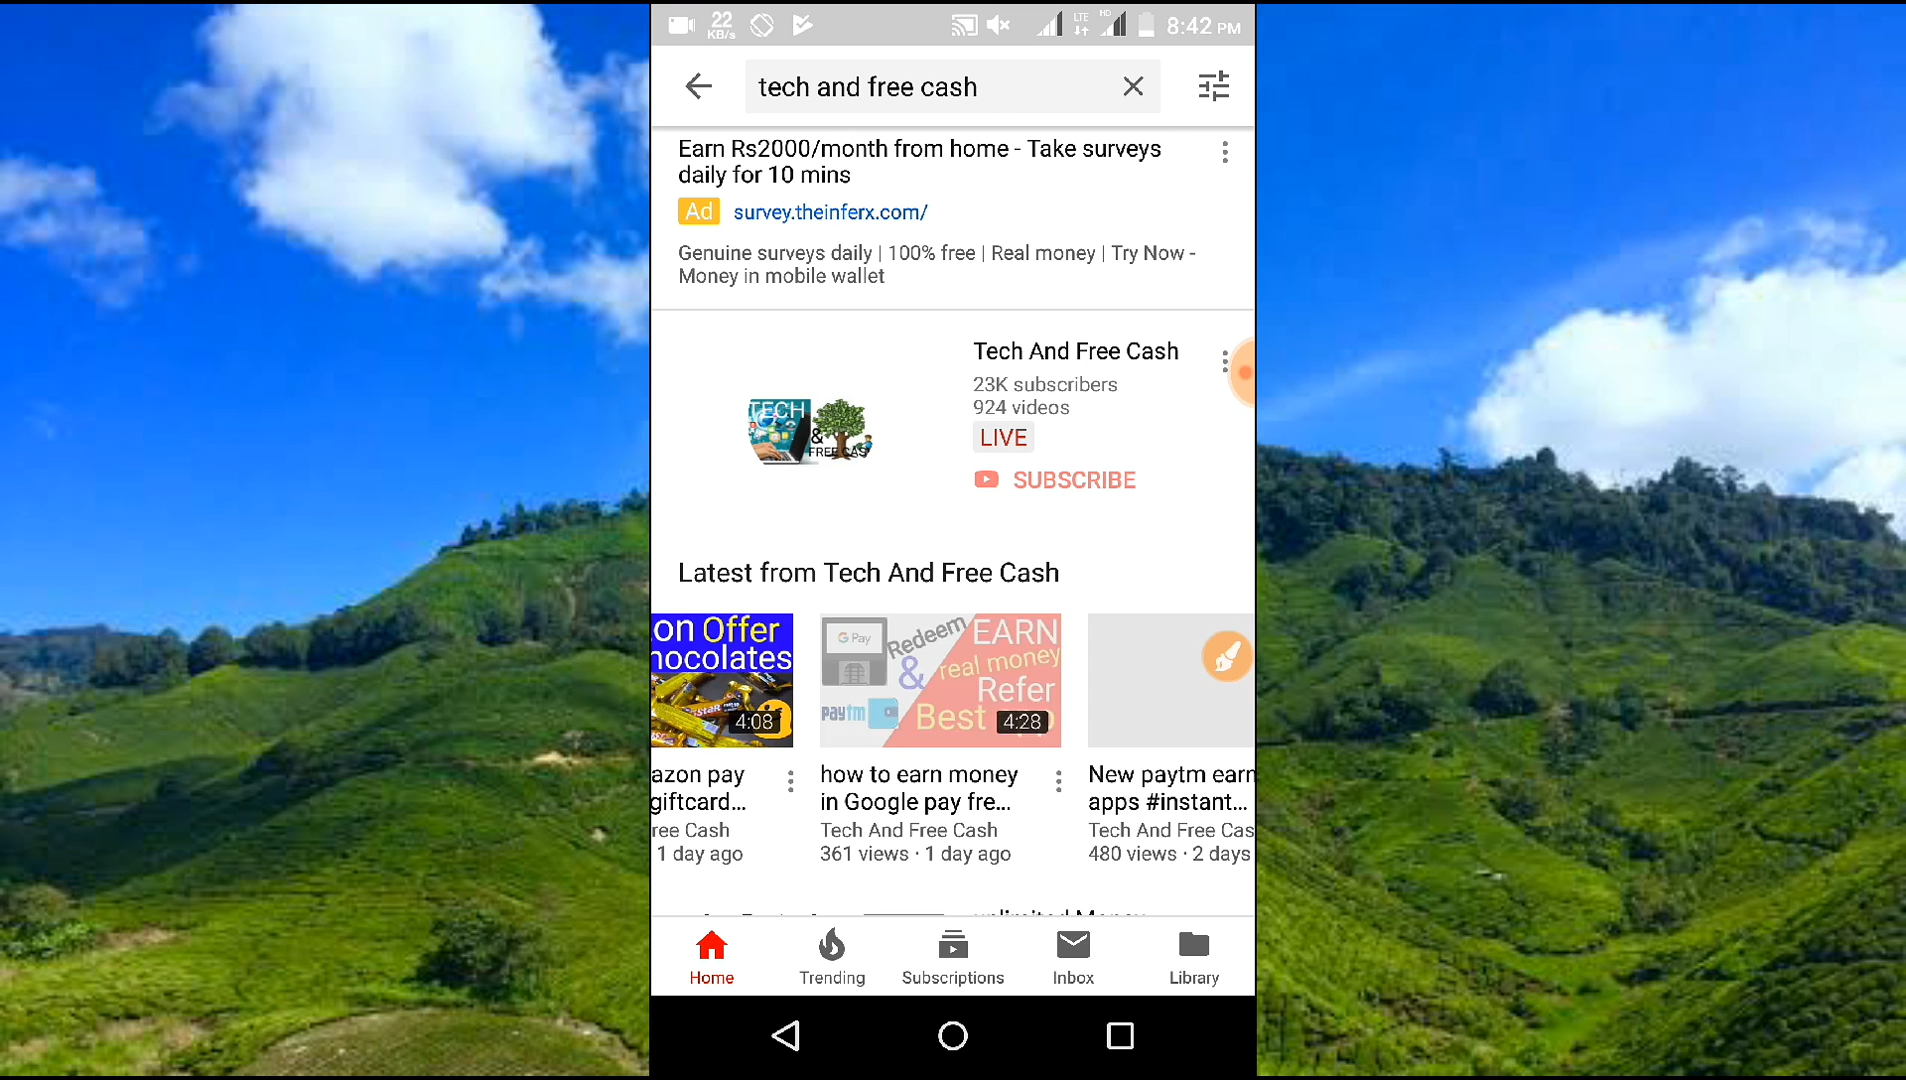 22
KB/s
LTE
HD
8:42 PM
tech and free cash
Earn Rs2000/month from home - Take surveys
daily for 10 mins
Ad survey.theinferx.com/
Genuine surveys daily | 100% free | Real money | Try Now -
Money in mobile wallet
Tech And Free Cash
23K subscribers
924 videos
LIVE
SUBSCRIBE
TECH
&
FREE CAS
Latest from Tech And Free Cash
on Offer
hocolates
4:08
G Pay
Redeem
&
paytm
EARN
real money
Refer
Best
4:28
azon pay
giftcard...
ree Cash
1 day ago
how to earn money
in Google pay fre...
Tech And Free Cash
361 views · 1 day ago
New paytm earn
apps #instant...
Tech And Free Cas
480 views · 2 days
Home
Trending
Subscriptions
Inbox
Library